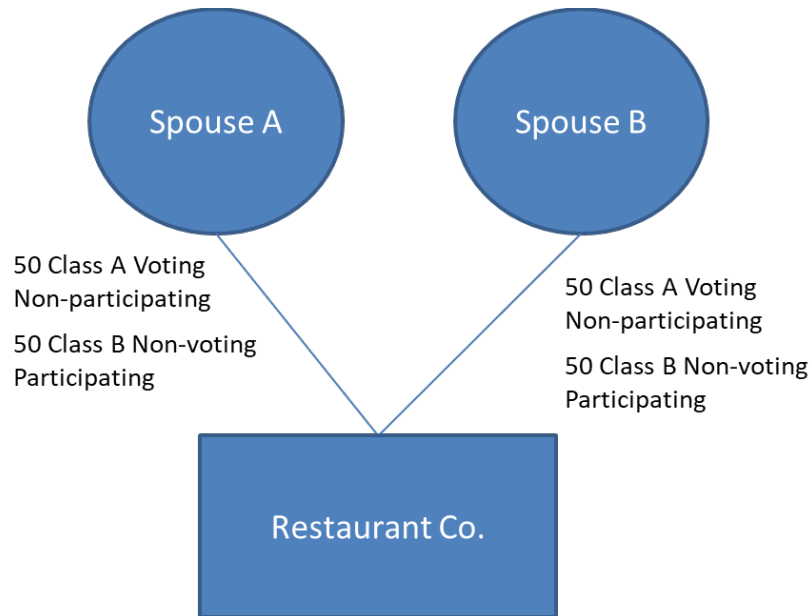 Spouse A
Spouse B
50 Class A Voting
Non-participating
50 Class B Non-voting
Participating
50 Class A Voting
Non-participating
50 Class B Non-voting
Participating
Restaurant Co.